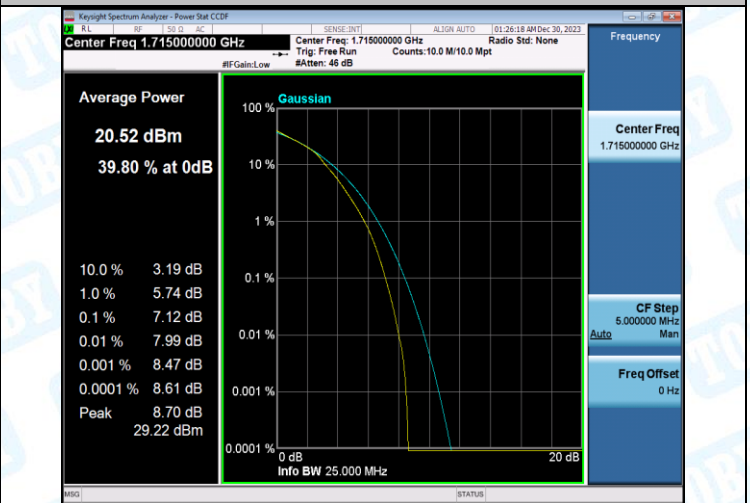 Keysight Spectrum Analyzer - Power Stat CCDF
RL RF 50 Ω AC SENSE:INT ALIGN AUTO 01:26:18 AM Dec 30, 2023
Center Freq 1.715000000 GHz
Center Freq: 1.715000000 GHz Radio Std: None
Trig: Free Run Counts:10.0 M/10.0 Mpt
#IFGain:Low #Atten: 46 dB
Frequency
Average Power
20.52 dBm
39.80 % at 0dB
10.0 % 3.19 dB
1.0 % 5.74 dB
0.1 % 7.12 dB
0.01 % 7.99 dB
0.001 % 8.47 dB
0.0001 % 8.61 dB
Peak 8.70 dB
29.22 dBm
Gaussian
100 %
10 %
1 %
0.1 %
0.01 %
0.001 %
0.0001 %
0 dB 20 dB
Info BW 25.000 MHz
Center Freq
1.715000000 GHz
CF Step
5.000000 MHz
Auto Man
Freq Offset
0 Hz
MSG STATUS